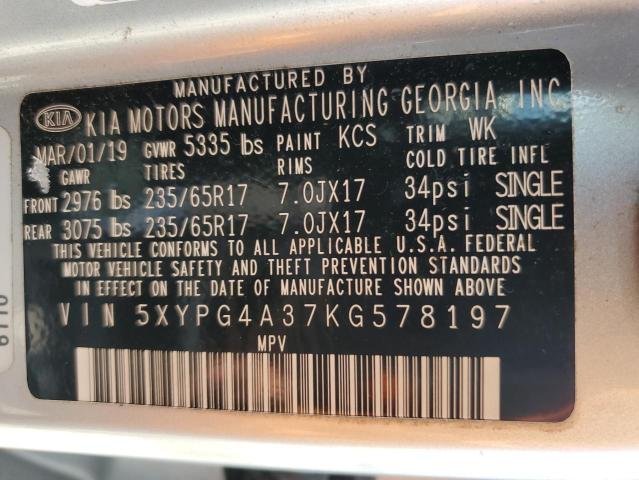 MANUFACTURED BY
KIA KIA MOTORS MANUFACTURING GEORGIA, INC
MAR/01/19 GVWR 5335 lbs PAINT KCS TRIM WK
GAWR TIRES RIMS COLD TIRE INFL
FRONT 2976 lbs 235/65R17 7.0JX17 34psi SINGLE
REAR 3075 lbs 235/65R17 7.0JX17 34psi SINGLE
THIS VEHICLE CONFORMS TO ALL APPLICABLE U.S.A. FEDERAL
MOTOR VEHICLE SAFETY AND THEFT PREVENTION STANDARDS
IN EFFECT ON THE DATE OF MANUFACTURE SHOWN ABOVE
VIN 5XYPG4A37KG578197
MPV